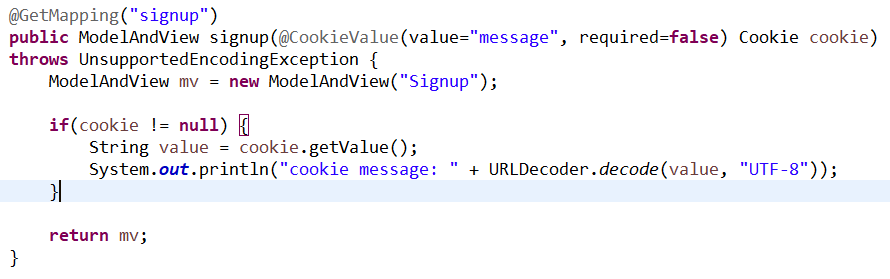 @GetMapping("signup")
public ModelAndView signup(@CookieValue(value="message", required=false) Cookie cookie)
throws UnsupportedEncodingException {
    ModelAndView mv = new ModelAndView("Signup");

    if(cookie != null) {
        String value = cookie.getValue();
        System.out.println("cookie message: " + URLDecoder.decode(value, "UTF-8"));
    }

    return mv;
}